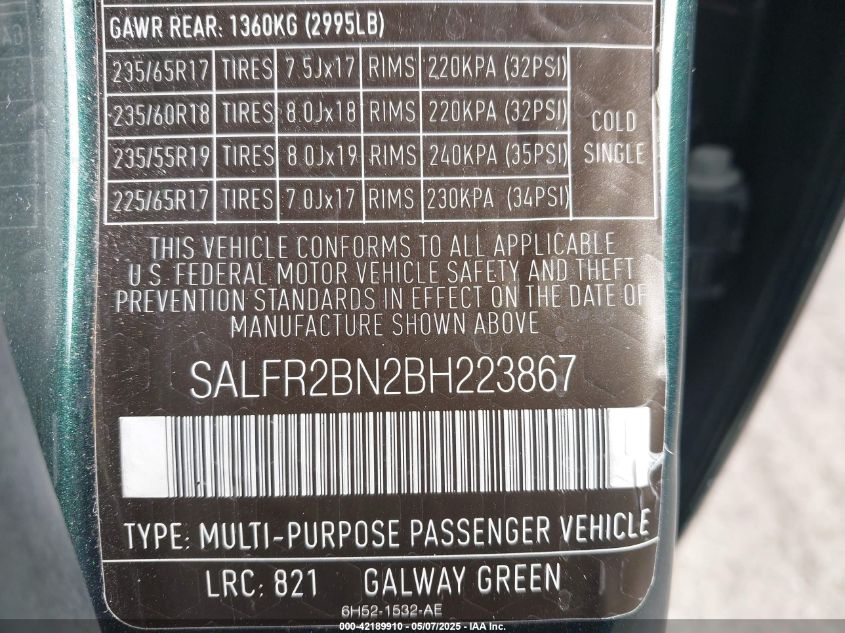 GAWR REAR: 1360KG (2995LB)
235/65R17 TIRES 7.5Jx17 RIMS 220KPA (32PSI)
235/60R18 TIRES 8.0Jx18 RIMS 220KPA (32PSI)
235/55R19 TIRES 8.0Jx19 RIMS 240KPA (35PSI)
225/65R17 TIRES 7.0Jx17 RIMS 230KPA (34PSI)
COLD
SINGLE
THIS VEHICLE CONFORMS TO ALL APPLICABLE
U.S. FEDERAL MOTOR VEHICLE SAFETY AND THEFT
PREVENTION STANDARDS IN EFFECT ON THE DATE OF
MANUFACTURE SHOWN ABOVE
SALFR2BN2BH223867
TYPE: MULTI-PURPOSE PASSENGER VEHICLE
LRC: 821 GALWAY GREEN
6H52-1532-AE
000-42189910 - 05/07/2025 - IAA Inc.